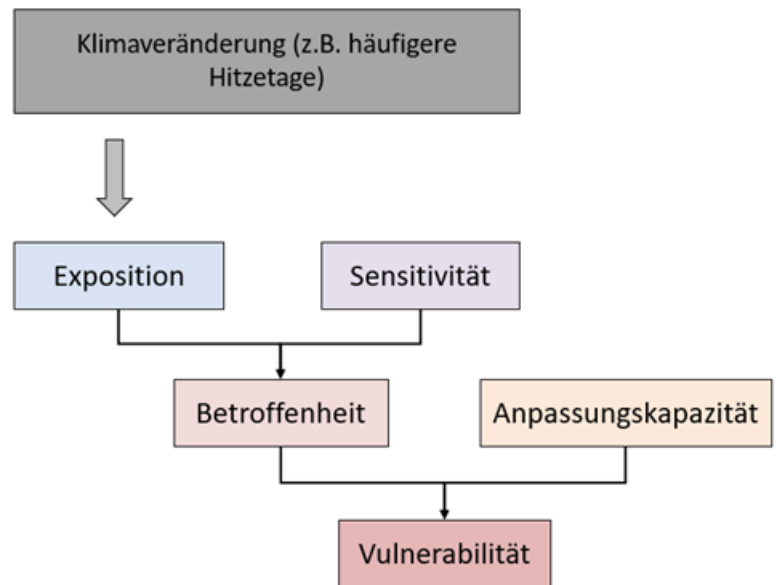 Klimaveränderung (z.B. häufigere
Hitzetage)
Exposition
Sensitivität
Betroffenheit
Anpassungskapazität
Vulnerabilität